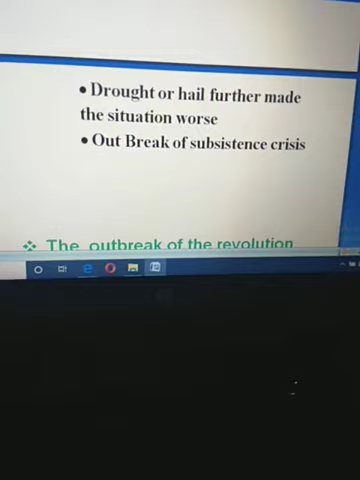 • Drought or hail further made
the situation worse
• Out Break of subsistence crisis
❖ The outbreak of the revolution